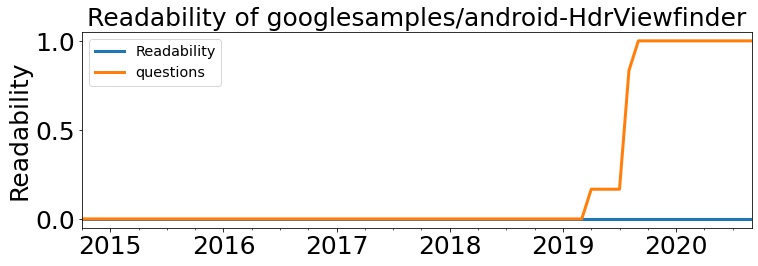 Readability of googlesamples/android-HdrViewfinder
Readability
1.0
0.5
0.0
Readability
questions
2015 2016 2017 2018 2019 2020